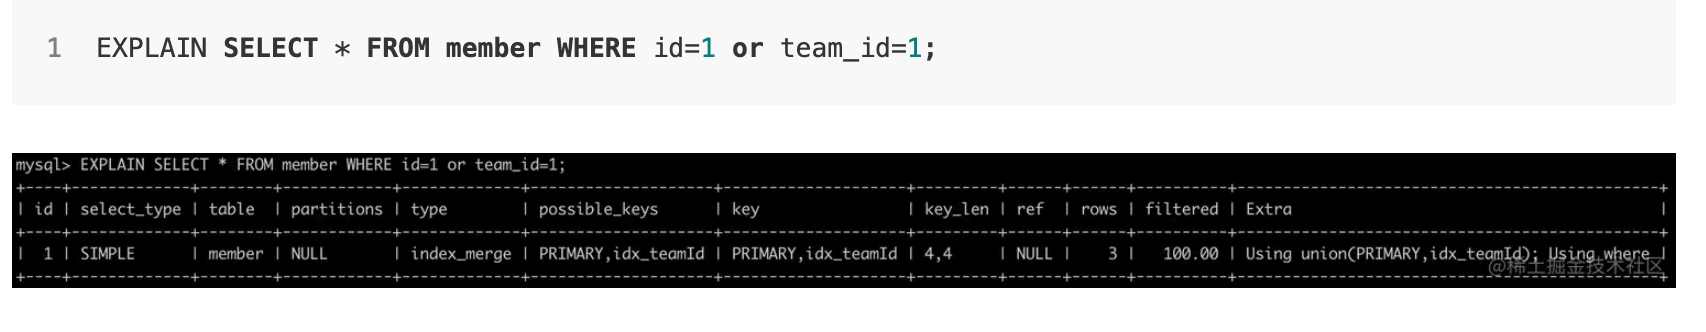 1 EXPLAIN SELECT * FROM member WHERE id=1 or team_id=1;
mysql> EXPLAIN SELECT * FROM member WHERE id=1 or team_id=1;
+----+-------------+--------+------------+-------------+--------------------+--------------------+---------+------+------+----------+----------------------------------------------+
| id | select_type | table | partitions | type | possible_keys | key | key_len | ref | rows | filtered | Extra |
+----+-------------+--------+------------+-------------+--------------------+--------------------+---------+------+------+----------+----------------------------------------------+
| 1 | SIMPLE | member | NULL | index_merge | PRIMARY,idx_teamId | PRIMARY,idx_teamId | 4,4 | NULL | 3 | 100.00 | Using union(PRIMARY,idx_teamId); Using where |
+----+-------------+--------+------------+-------------+--------------------+--------------------+---------+------+------+----------+----------------------------------------------+
@稀土掘金技术社区